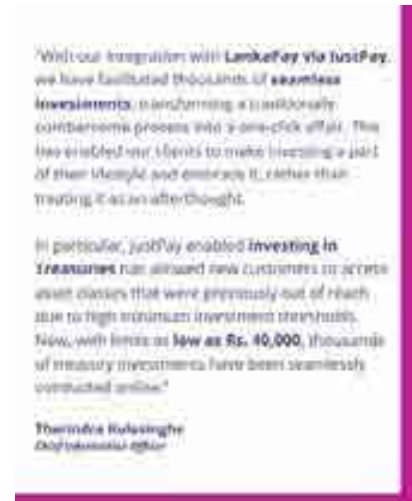 "With our integration with LankaPay via JustPay,
we have facilitated thousands of seamless
investments, transforming a traditionally
cumbersome process into a one-click affair. This
has enabled our clients to make investing a part
of their lifestyle and embrace it, rather than
treating it as an afterthought.
In particular, JustPay enabled investing in
Treasuries has allowed new customers to access
asset classes that were previously out of reach
due to high minimum investment thresholds.
Now, with limits as low as Rs. 40,000, thousands
of treasury investments have been seamlessly
conducted online."
Tharindra Kulasinghe
Chief Information Officer